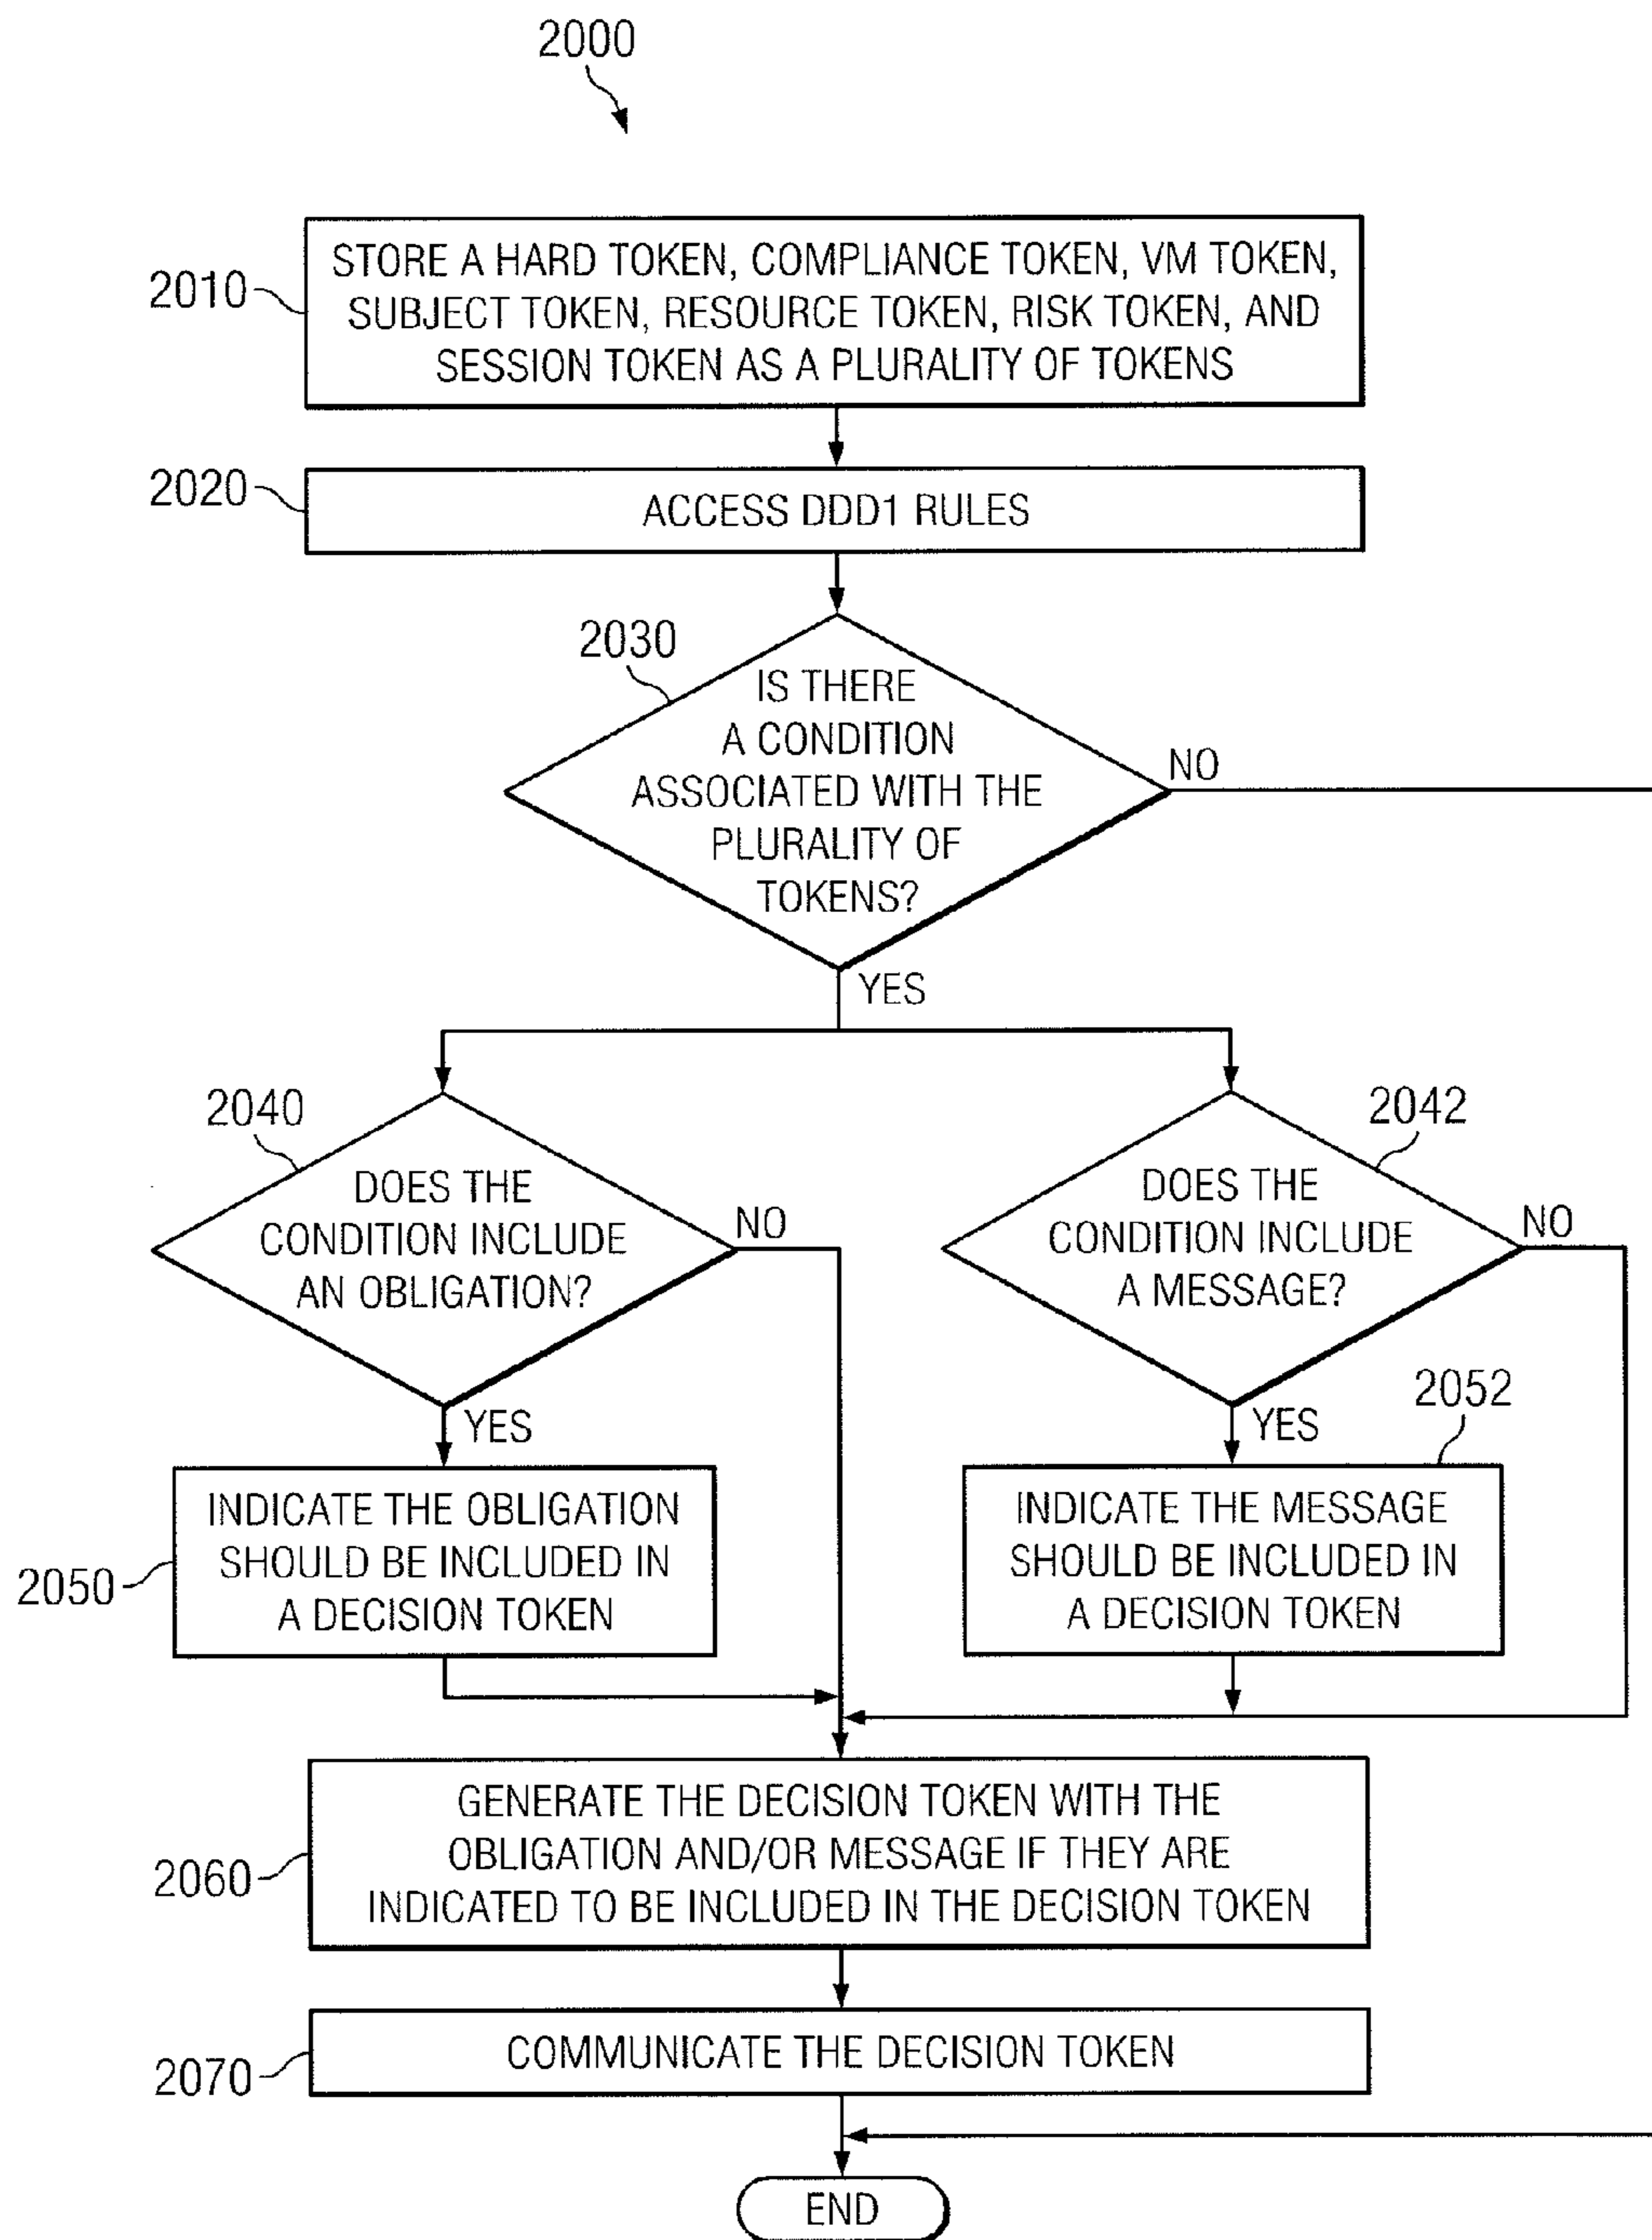 2000
2010
STORE A HARD TOKEN, COMPLIANCE TOKEN, VM TOKEN,
SUBJECT TOKEN, RESOURCE TOKEN, RISK TOKEN, AND
SESSION TOKEN AS A PLURALITY OF TOKENS
2020
ACCESS DDD1 RULES
2030
IS THERE
A CONDITION
ASSOCIATED WITH THE
PLURALITY OF
TOKENS?
NO
YES
2040
DOES THE
CONDITION INCLUDE
AN OBLIGATION?
NO
YES
2042
DOES THE
CONDITION INCLUDE
A MESSAGE?
NO
YES
2050
INDICATE THE OBLIGATION
SHOULD BE INCLUDED IN
A DECISION TOKEN
2052
INDICATE THE MESSAGE
SHOULD BE INCLUDED IN
A DECISION TOKEN
2060
GENERATE THE DECISION TOKEN WITH THE
OBLIGATION AND/OR MESSAGE IF THEY ARE
INDICATED TO BE INCLUDED IN THE DECISION TOKEN
2070
COMMUNICATE THE DECISION TOKEN
END